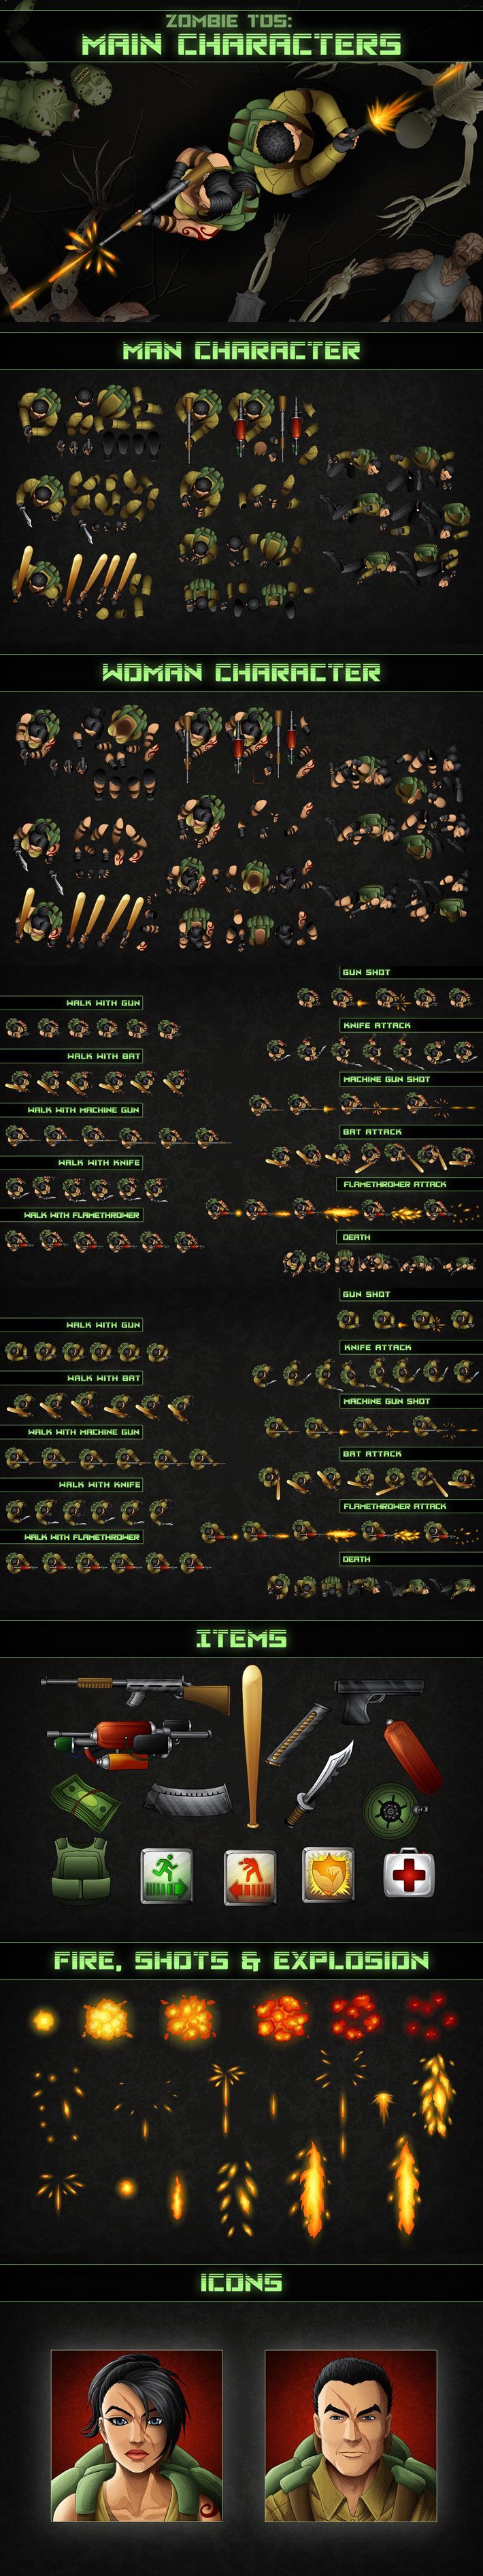 ZOMBIE TDS:
MAIN CHARACTERS
MAN CHARACTER
WOMAN CHARACTER
GUN SHOT
WALK WITH GUN
KNIFE ATTACK
WALK WITH BAT
MACHINE GUN SHOT
WALK WITH MACHINE GUN
BAT ATTACK
WALK WITH KNIFE
FLAMETHROWER ATTACK
WALK WITH FLAMETHROWER
DEATH
GUN SHOT
WALK WITH GUN
KNIFE ATTACK
WALK WITH BAT
MACHINE GUN SHOT
WALK WITH MACHINE GUN
BAT ATTACK
WALK WITH KNIFE
FLAMETHROWER ATTACK
WALK WITH FLAMETHROWER
DEATH
ITEMS
FIRE, SHOTS & EXPLOSION
ICONS